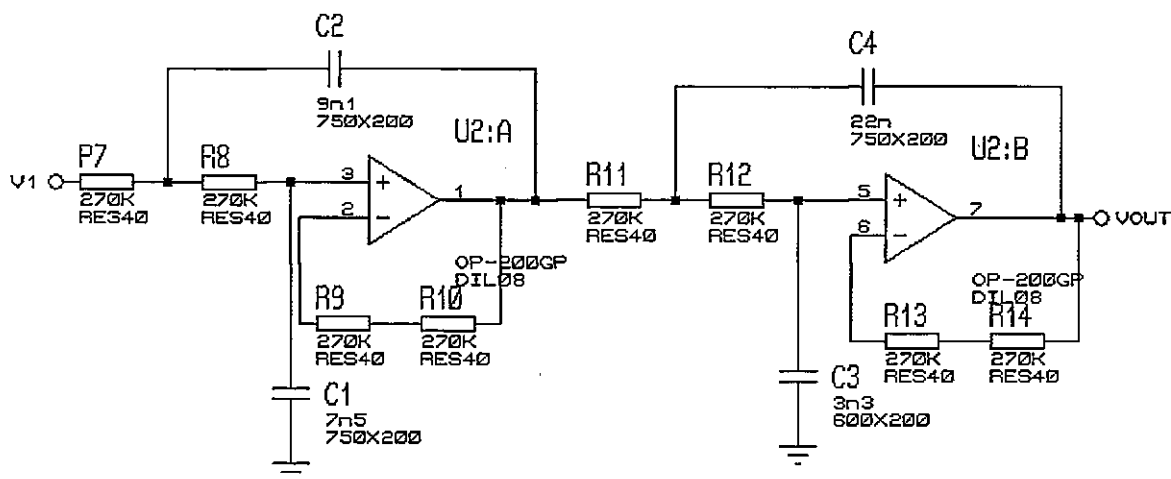 C2
9n1
750X200
C4
22n
750X200
U2:A
U2:B
V1
P7
270K
RES40
R8
270K
RES40
3
2
1
+
-
OP-200GP
DIL08
R9
270K
RES40
R10
270K
RES40
C1
7n5
750X200
R11
270K
RES40
R12
270K
RES40
5
6
7
+
-
VOUT
OP-200GP
DIL08
R13
270K
RES40
R14
270K
RES40
C3
3n3
600X200